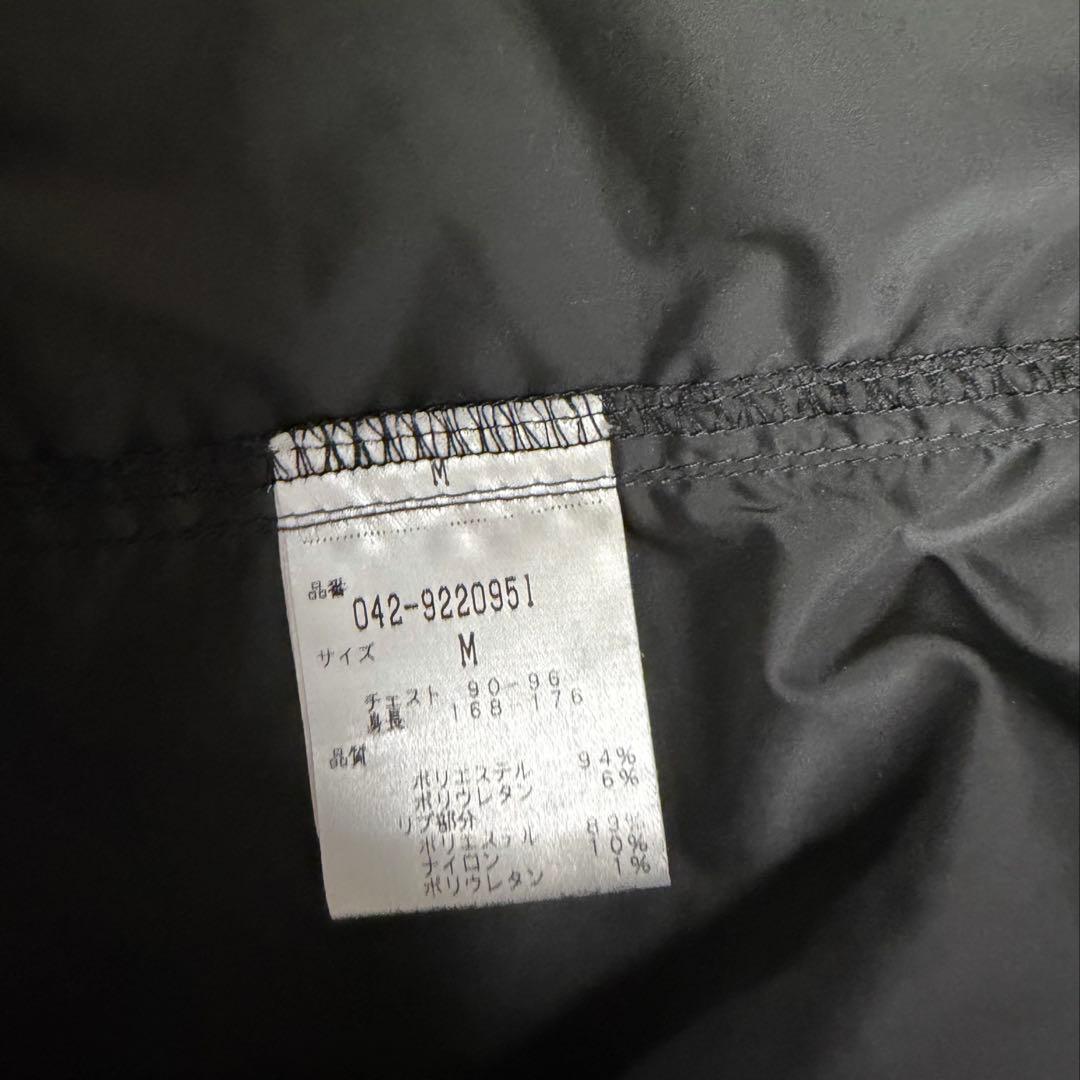 M
品番 042-9220951
サイズ M
チェスト 90-96
身長 168-176
品質
ポリエステル 94%
ポリウレタン 6%
リブ部分
ポリエステル 89%
ナイロン 10%
ポリウレタン 1%